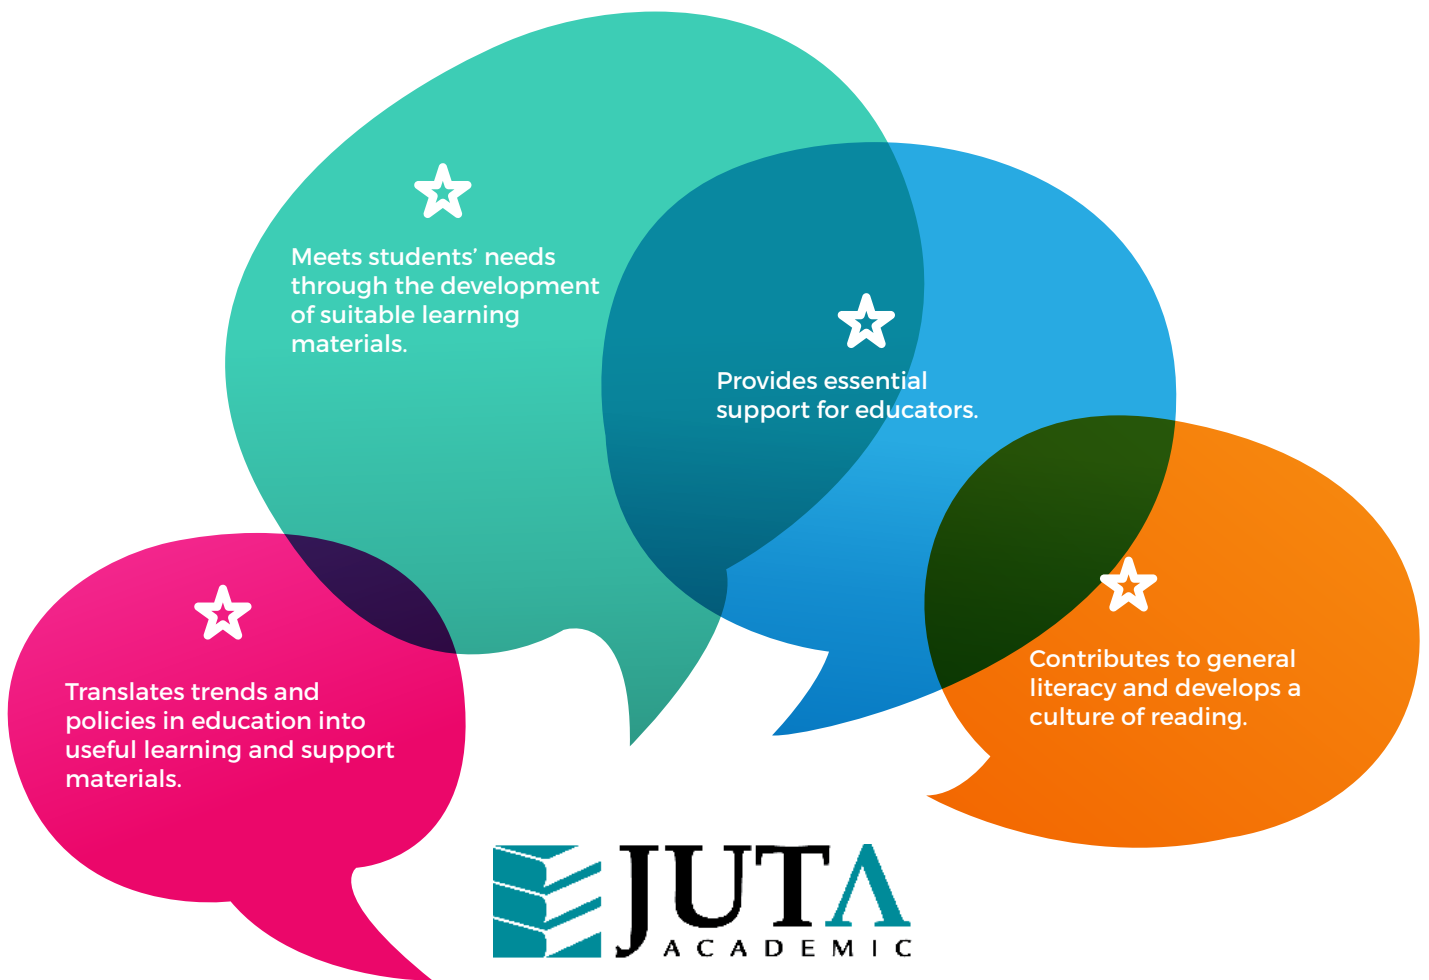 Meets students’ needs
through the development
of suitable learning
materials.
Provides essential
support for educators.
Contributes to general
literacy and develops a
culture of reading.
Translates trends and
policies in education into
useful learning and support
materials.
JUTA
ACADEMIC